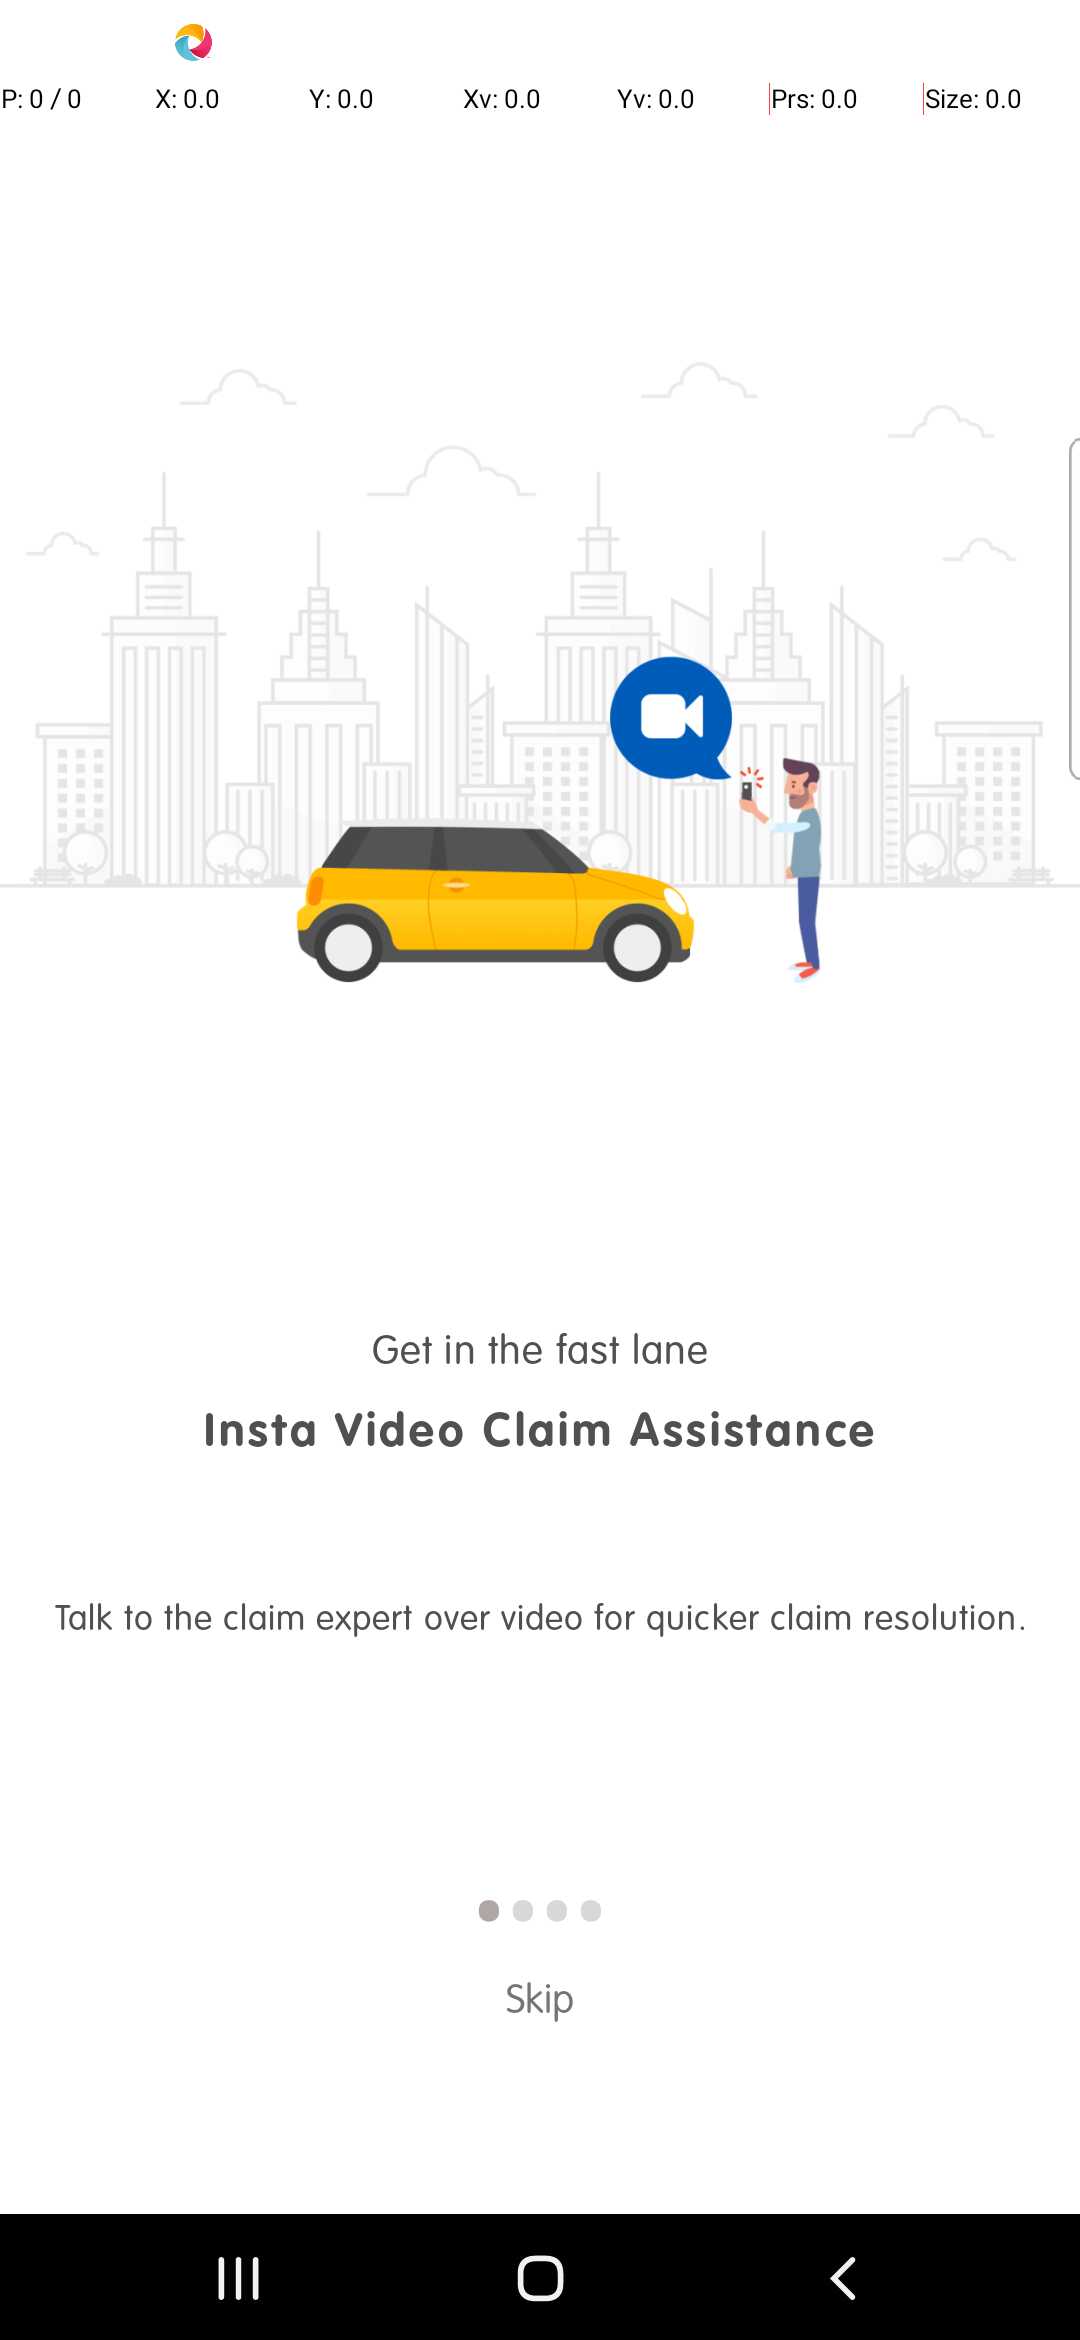 P: 0 / 0 X: 0.0 Y: 0.0 Xv: 0.0 Yv: 0.0 Prs: 0.0 Size: 0.0
Get in the fast lane
Insta Video Claim Assistance
Talk to the claim expert over video for quicker claim resolution.
Skip